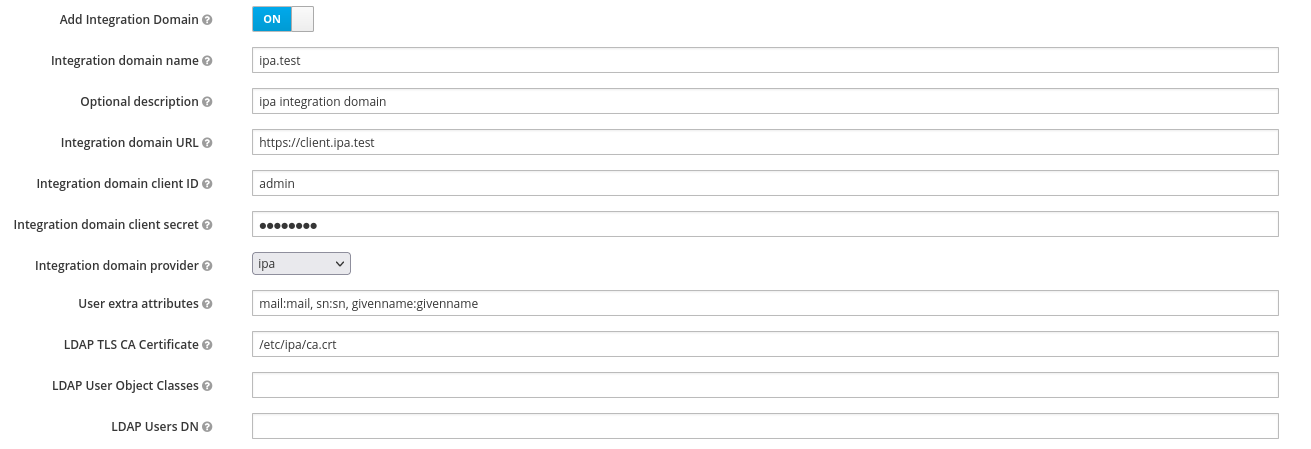 Add Integration Domain ON
Integration domain name ipa.test
Optional description ipa integration domain
Integration domain URL https://client.ipa.test
Integration domain client ID admin
Integration domain client secret ●●●●●●●●
Integration domain provider ipa
User extra attributes mail:mail, sn:sn, givenname:givenname
LDAP TLS CA Certificate /etc/ipa/ca.crt
LDAP User Object Classes
LDAP Users DN